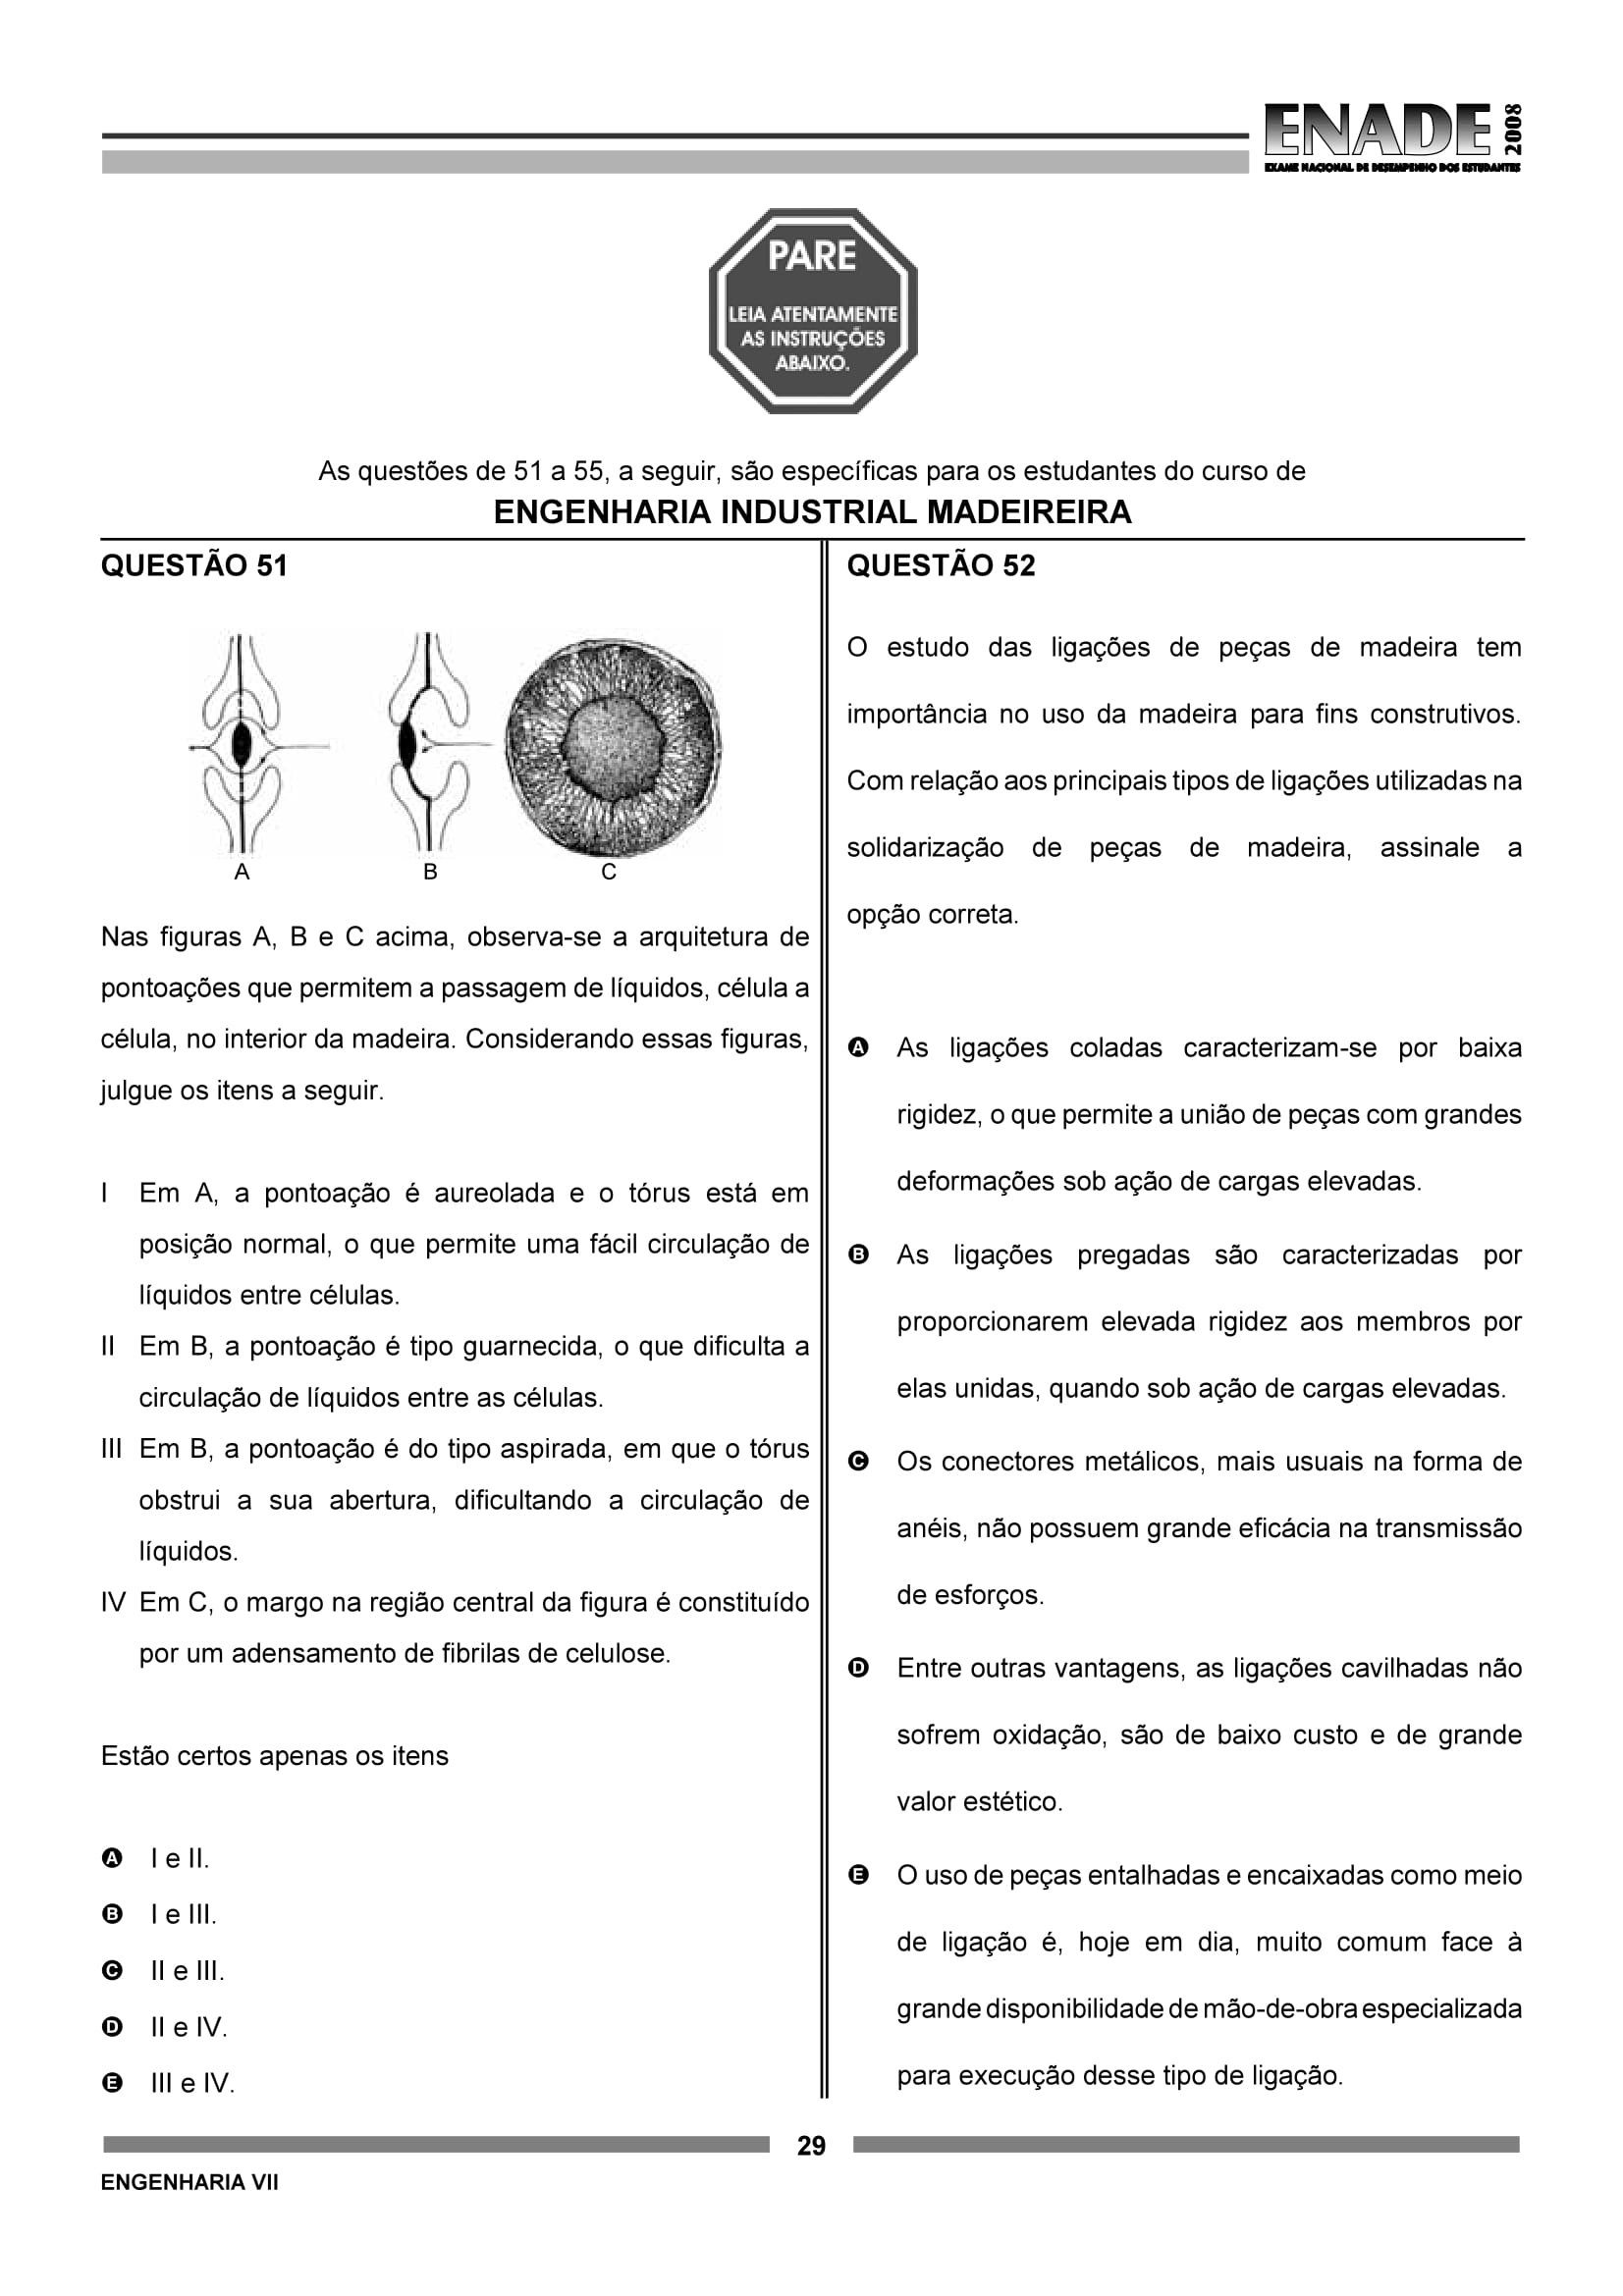 ENADE 2008
EXAME NACIONAL DE DESEMPENHO DOS ESTUDANTES
PARE
LEIA ATENTAMENTE
AS INSTRUÇÕES
ABAIXO.
As questões de 51 a 55, a seguir, são específicas para os estudantes do curso de
ENGENHARIA INDUSTRIAL MADEIREIRA
QUESTÃO 51
A B C
Nas figuras A, B e C acima, observa-se a arquitetura de
pontoações que permitem a passagem de líquidos, célula a
célula, no interior da madeira. Considerando essas figuras,
julgue os itens a seguir.
I Em A, a pontoação é aureolada e o tórus está em
posição normal, o que permite uma fácil circulação de
líquidos entre células.
II Em B, a pontoação é tipo guarnecida, o que dificulta a
circulação de líquidos entre as células.
III Em B, a pontoação é do tipo aspirada, em que o tórus
obstrui a sua abertura, dificultando a circulação de
líquidos.
IV Em C, o margo na região central da figura é constituído
por um adensamento de fibrilas de celulose.
Estão certos apenas os itens
A I e II.
B I e III.
C II e III.
D II e IV.
E III e IV.
QUESTÃO 52
O estudo das ligações de peças de madeira tem
importância no uso da madeira para fins construtivos.
Com relação aos principais tipos de ligações utilizadas na
solidarização de peças de madeira, assinale a
opção correta.
A As ligações coladas caracterizam-se por baixa
rigidez, o que permite a união de peças com grandes
deformações sob ação de cargas elevadas.
B As ligações pregadas são caracterizadas por
proporcionarem elevada rigidez aos membros por
elas unidas, quando sob ação de cargas elevadas.
C Os conectores metálicos, mais usuais na forma de
anéis, não possuem grande eficácia na transmissão
de esforços.
D Entre outras vantagens, as ligações cavilhadas não
sofrem oxidação, são de baixo custo e de grande
valor estético.
E O uso de peças entalhadas e encaixadas como meio
de ligação é, hoje em dia, muito comum face à
grande disponibilidade de mão-de-obra especializada
para execução desse tipo de ligação.
29
ENGENHARIA VII